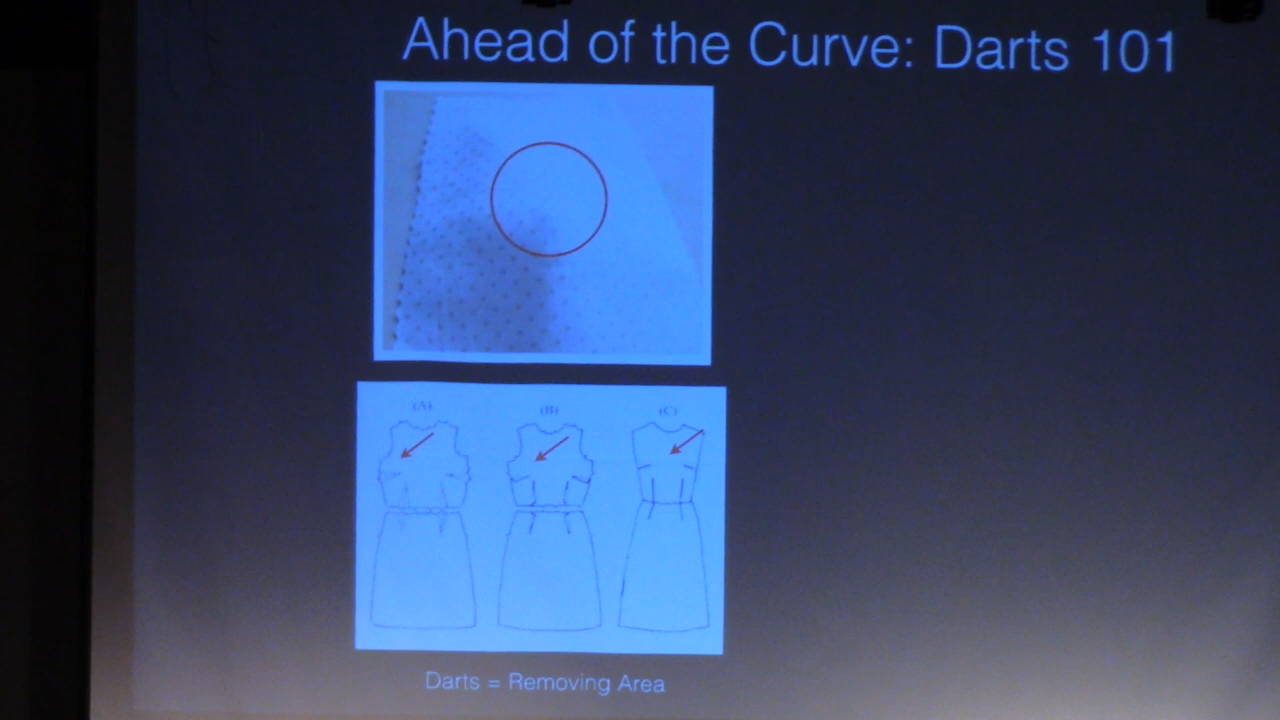 Ahead of the Curve: Darts 101
(A) (B) (C)
Darts = Removing Area